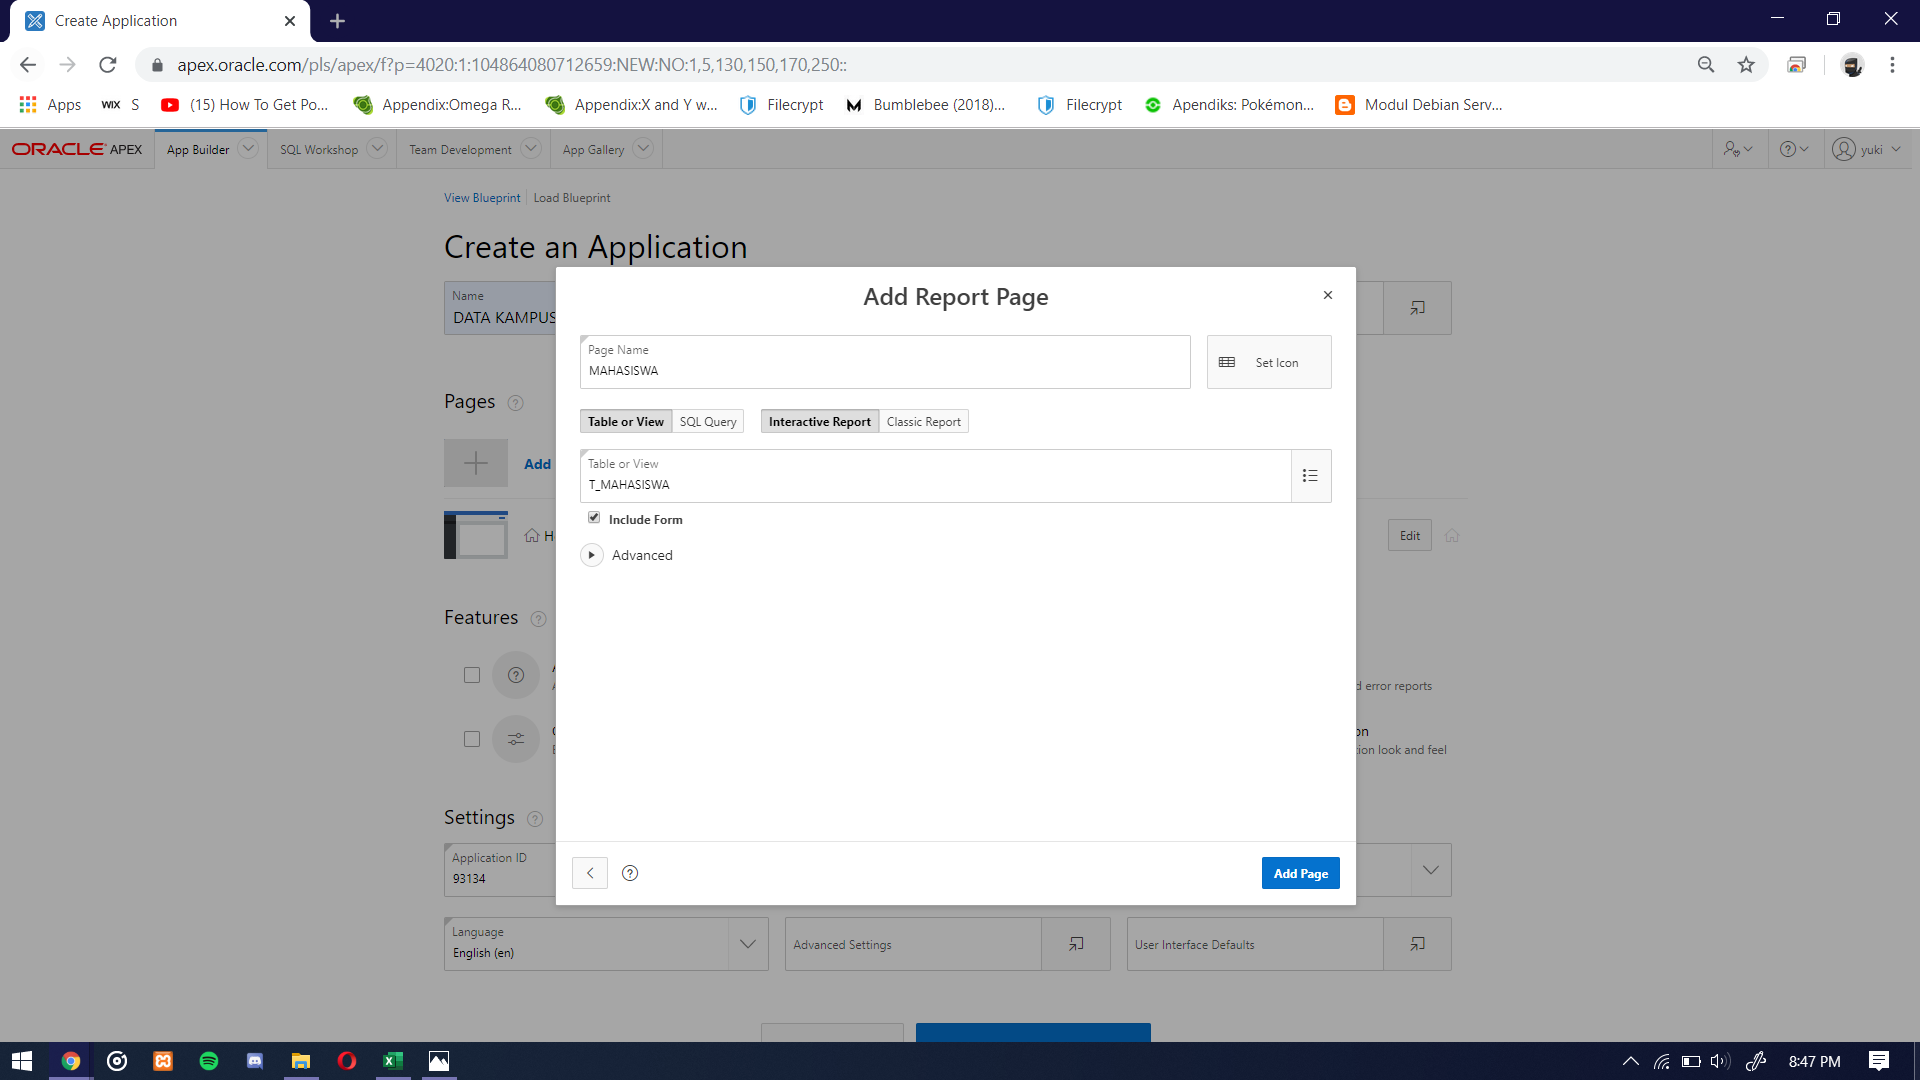 Create Application
apex.oracle.com/pls/apex/f?p=4020:1:104864080712659:NEW:NO:1,5,130,150,170,250::
Apps
WIX S
(15) How To Get Po...
Appendix:Omega R...
Appendix:X and Y w...
Filecrypt
Bumblebee (2018)...
Filecrypt
Apendiks: Pokémon...
Modul Debian Serv...
ORACLE APEX
App Builder
SQL Workshop
Team Development
App Gallery
yuki
View Blueprint
Load Blueprint
Create an Application
Name
DATA KAMPUS
Add Report Page
Page Name
MAHASISWA
Set Icon
Pages
Table or View
SQL Query
Interactive Report
Classic Report
Add
Table or View
T_MAHASISWA
Include Form
H
Edit
Advanced
Features
d error reports
on
ion look and feel
Settings
Application ID
93134
Add Page
Language
English (en)
Advanced Settings
User Interface Defaults
8:47 PM